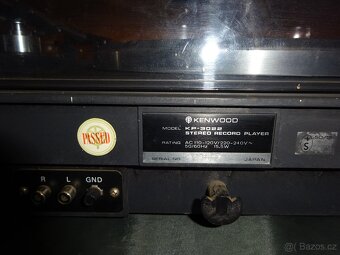 KENWOOD
MODEL KP-3022
STEREO RECORD PLAYER
PASSED
RATING AC 110-120V/220-240V~
50/60Hz 15.5W
SERIAL NO. JAPAN
S
R L GND
Bazoš.cz